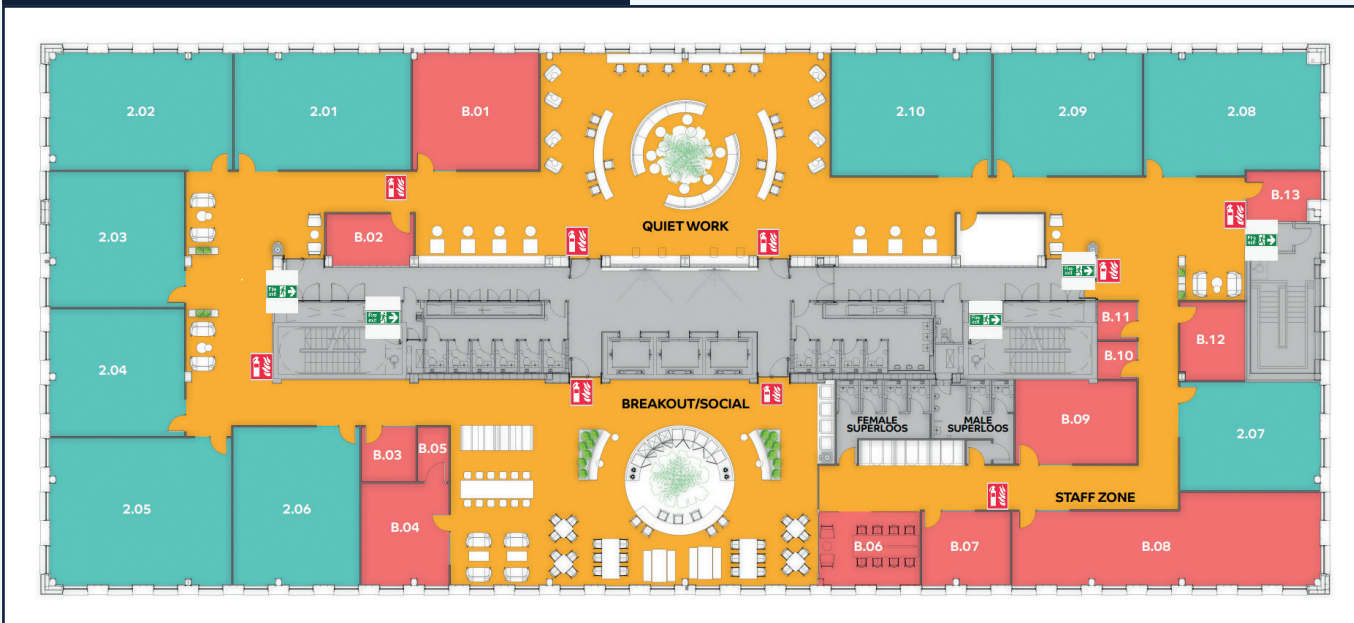 2.02
2.01
B.01
2.10
2.09
2.08
B.13
2.03
B.02
QUIET WORK
Fire
exit
Fire
exit
Fire
exit
Fire
exit
Fire
exit
B.11
B.12
B.10
2.04
BREAKOUT/SOCIAL
FEMALE
SUPERLOOS
MALE
SUPERLOOS
B.09
2.07
B.03
B.05
2.05
2.06
B.04
STAFF ZONE
B.06
B.07
B.08